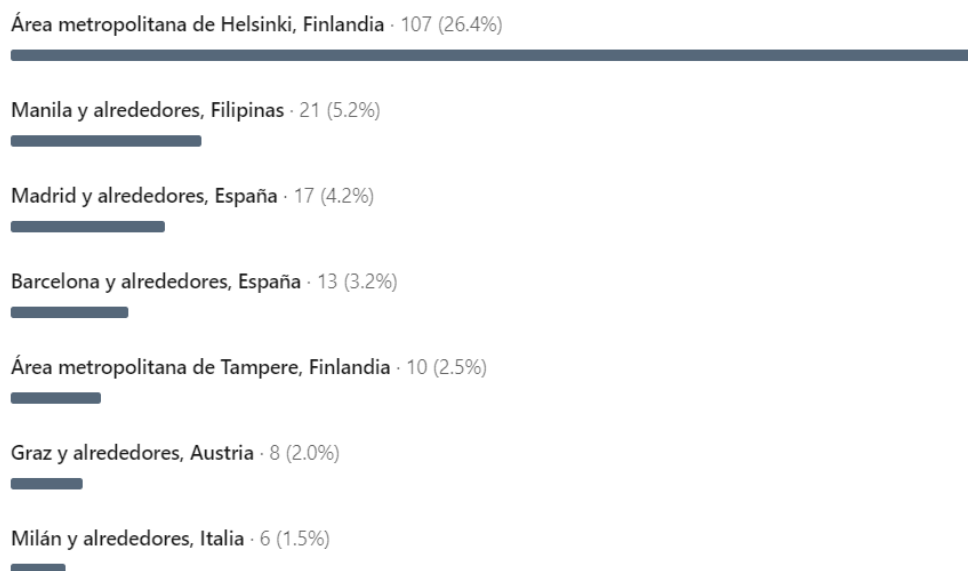 Área metropolitana de Helsinki, Finlandia · 107 (26.4%)
Manila y alrededores, Filipinas · 21 (5.2%)
Madrid y alrededores, España · 17 (4.2%)
Barcelona y alrededores, España · 13 (3.2%)
Área metropolitana de Tampere, Finlandia · 10 (2.5%)
Graz y alrededores, Austria · 8 (2.0%)
Milán y alrededores, Italia · 6 (1.5%)